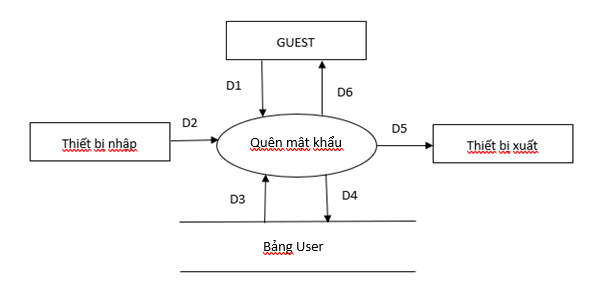 GUEST
D1
D6
D2
D5
Thiết bị nhập
Quên mật khẩu
Thiết bị xuất
D3
D4
Bảng User